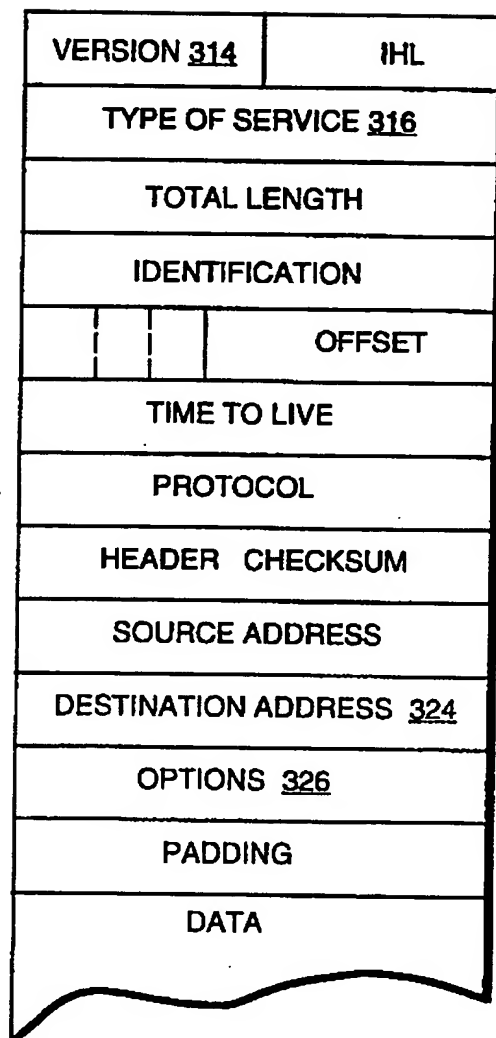 VERSION 314 IHL
TYPE OF SERVICE 316
TOTAL LENGTH
IDENTIFICATION
OFFSET
TIME TO LIVE
PROTOCOL
HEADER CHECKSUM
SOURCE ADDRESS
DESTINATION ADDRESS 324
OPTIONS 326
PADDING
DATA